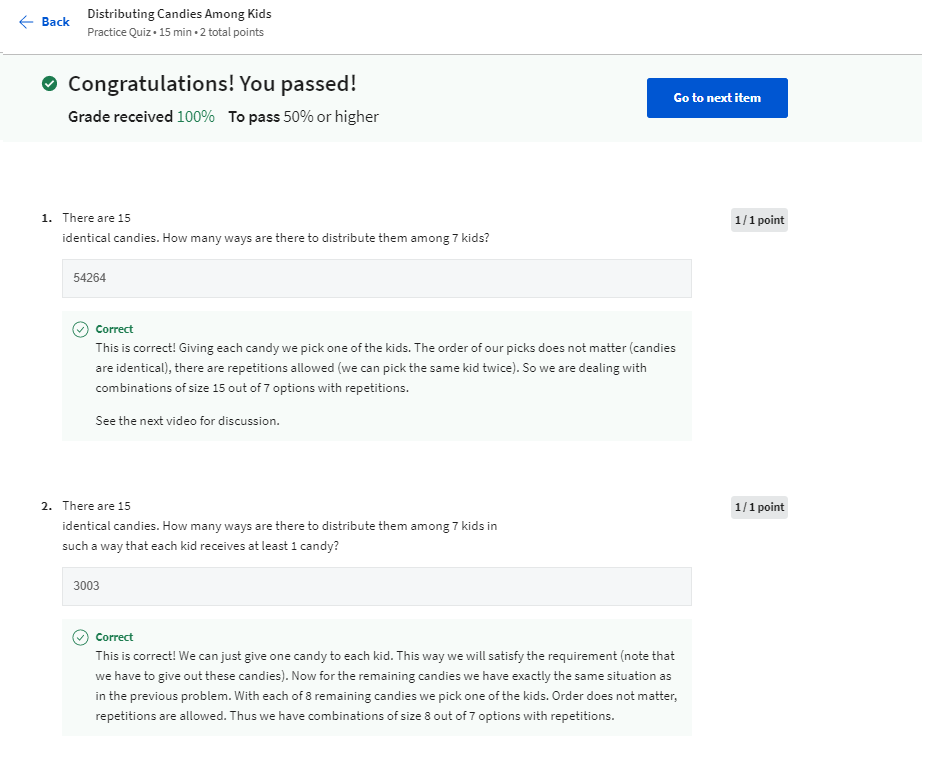 Back
Distributing Candies Among Kids
Practice Quiz • 15 min • 2 total points
Congratulations! You passed!
Grade received 100% To pass 50% or higher
Go to next item
1. There are 15
identical candies. How many ways are there to distribute them among 7 kids?
1 / 1 point
54264
Correct
This is correct! Giving each candy we pick one of the kids. The order of our picks does not matter (candies
are identical), there are repetitions allowed (we can pick the same kid twice). So we are dealing with
combinations of size 15 out of 7 options with repetitions.
See the next video for discussion.
2. There are 15
identical candies. How many ways are there to distribute them among 7 kids in
such a way that each kid receives at least 1 candy?
1 / 1 point
3003
Correct
This is correct! We can just give one candy to each kid. This way we will satisfy the requirement (note that
we have to give out these candies). Now for the remaining candies we have exactly the same situation as
in the previous problem. With each of 8 remaining candies we pick one of the kids. Order does not matter,
repetitions are allowed. Thus we have combinations of size 8 out of 7 options with repetitions.